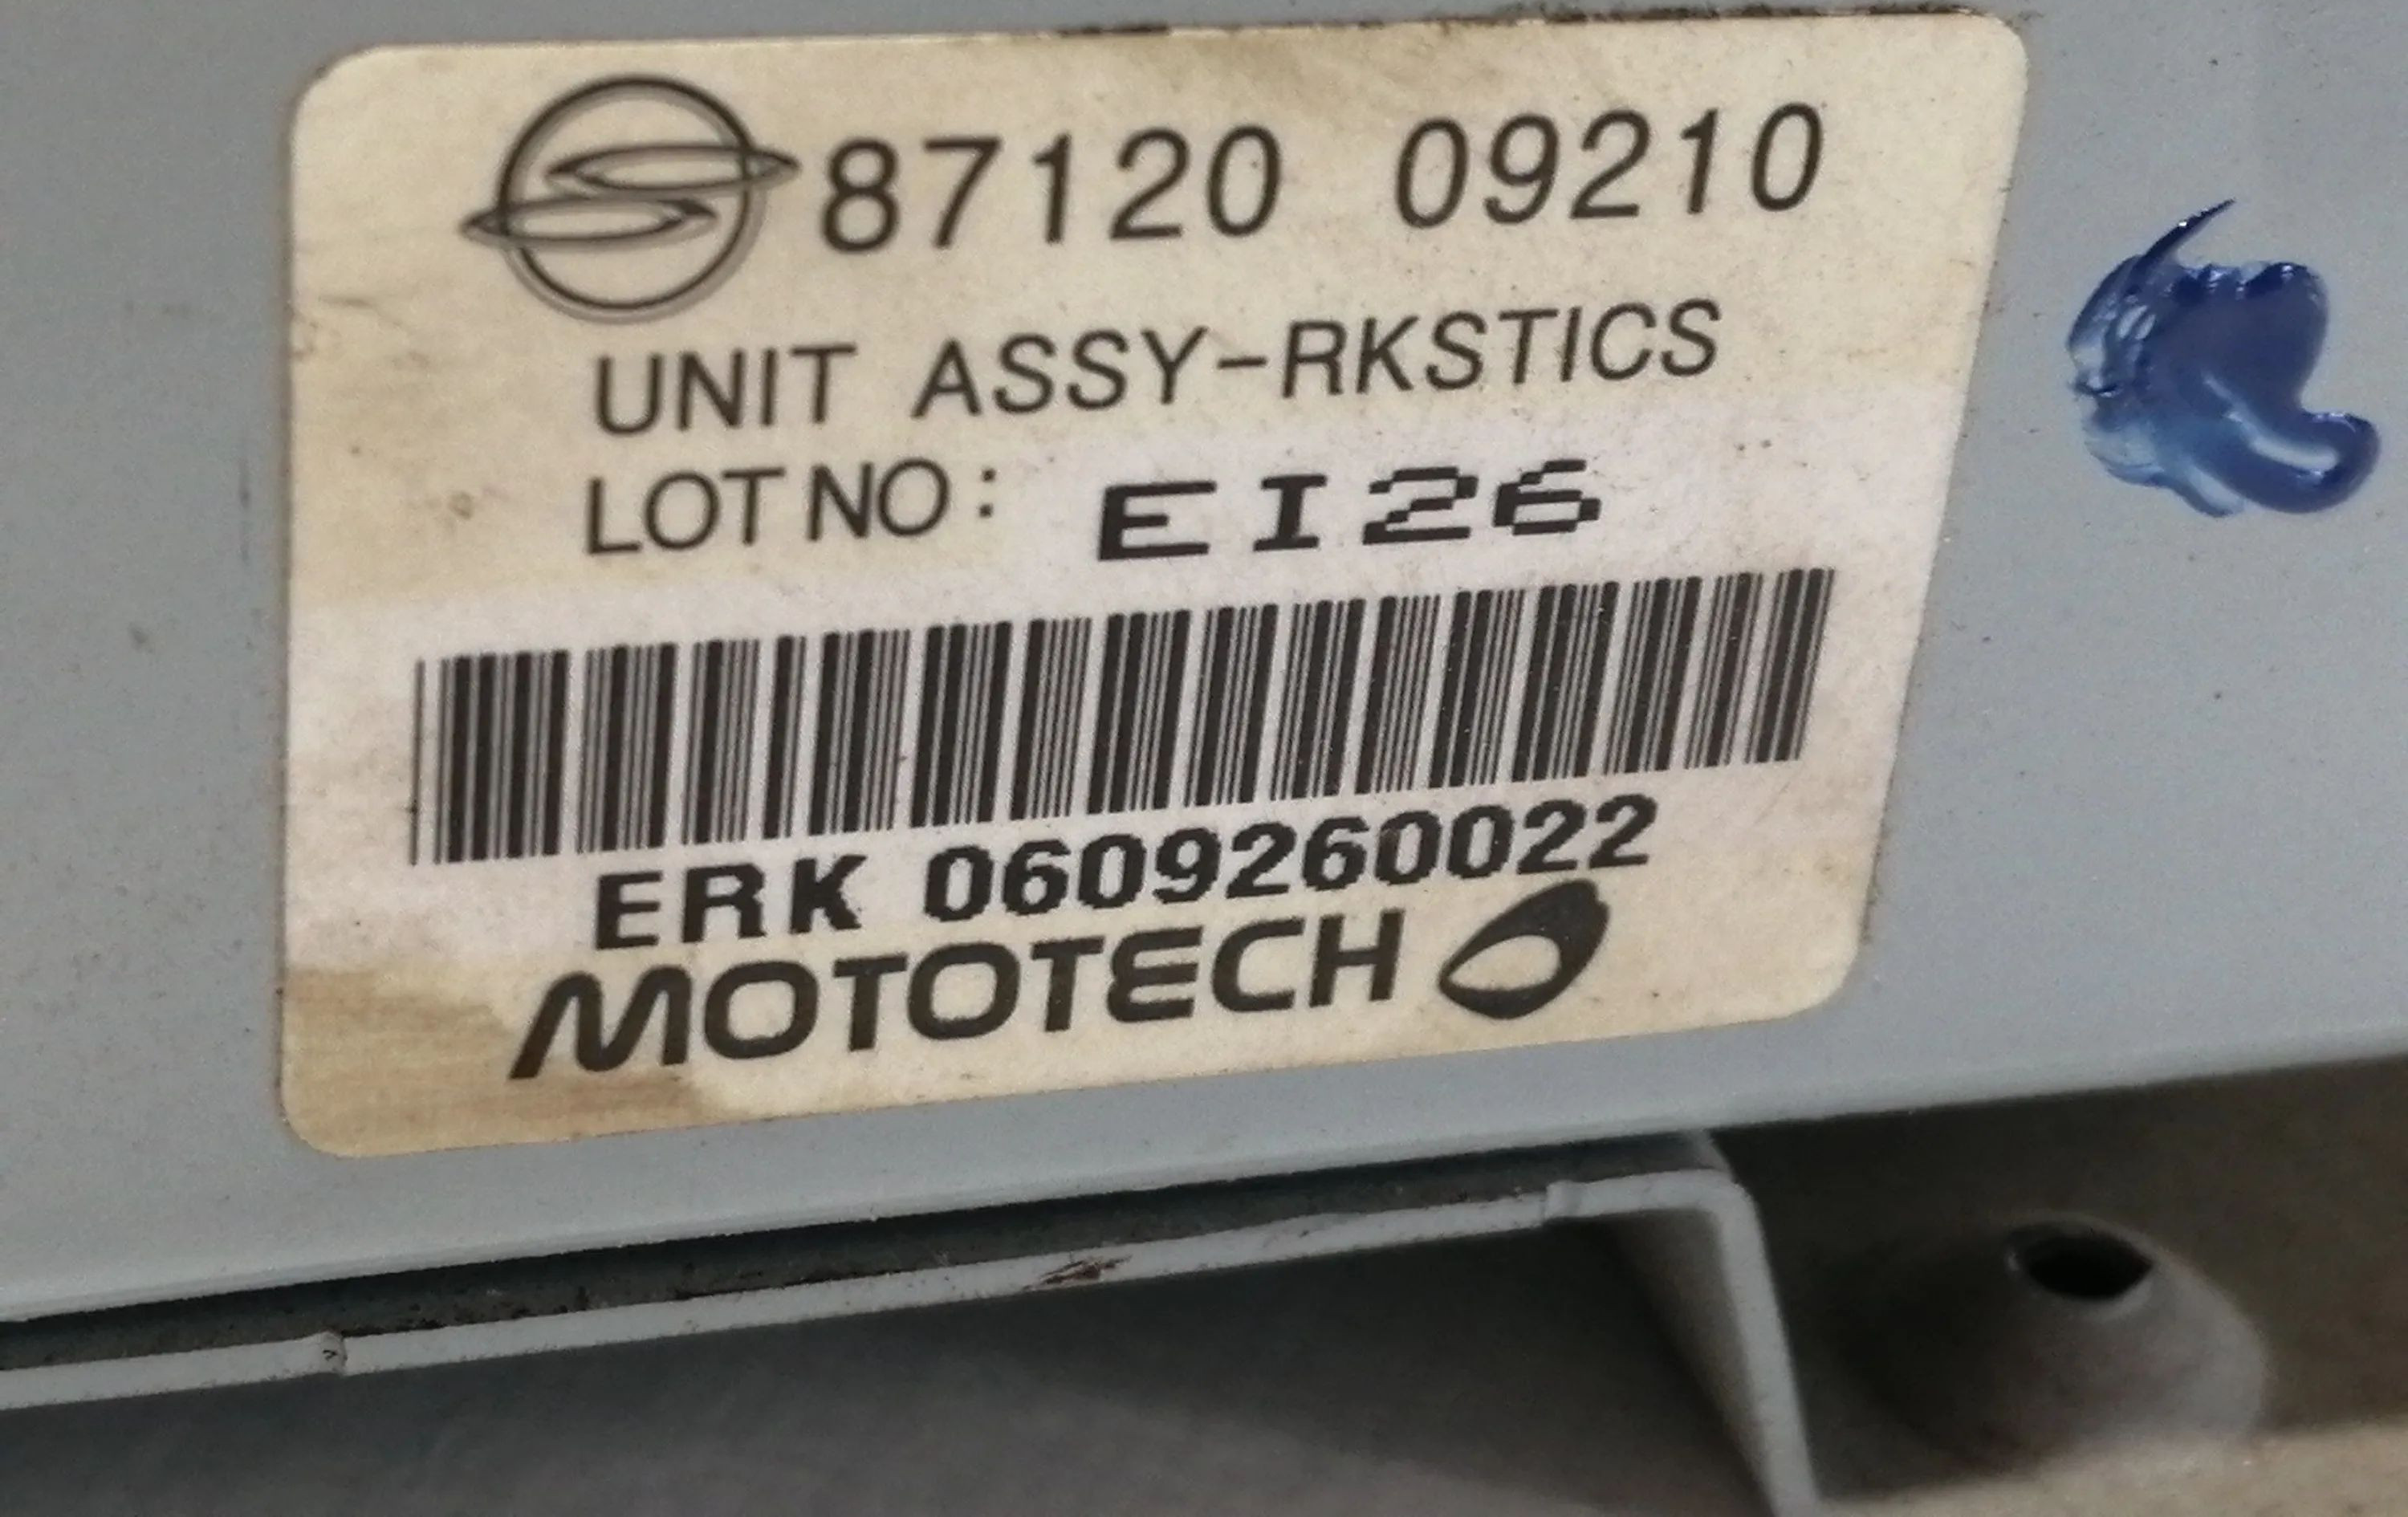 87120 09210
UNIT ASSY-RKSTICS
LOT NO: EI26
ERK 0609260022
MOTOTECH